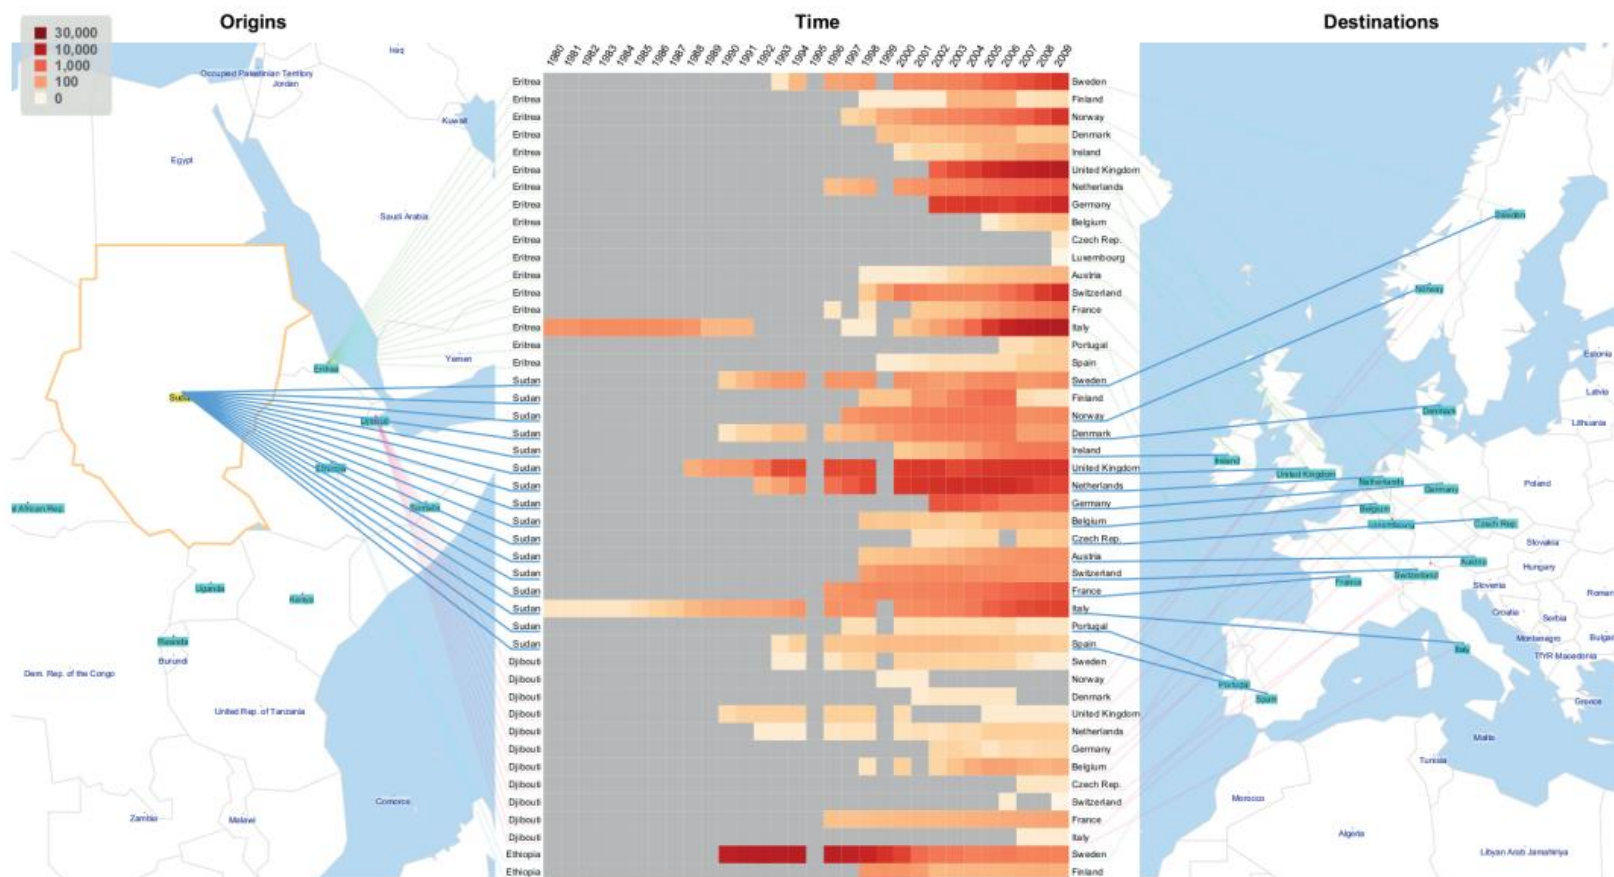 Origins
Time
Destinations
30,000
10,000
1,000
100
0
1980
1981
1982
1983
1984
1985
1986
1987
1988
1989
1990
1991
1992
1993
1994
1995
1996
1997
1998
1999
2000
2001
2002
2003
2004
2005
2006
2007
2008
2009
Iraq
Occupied Palestinian Territory
Jordan
Kuwait
Egypt
Saudi Arabia
Yemen
Eritrea
Djibouti
Ethiopia
Somalia
l African Rep.
Uganda
Kenya
Rwanda
Burundi
Dem. Rep. of the Congo
United Rep. of Tanzania
Comoros
Zambia
Malawi
Eritrea Sweden
Eritrea Finland
Eritrea Norway
Eritrea Denmark
Eritrea Ireland
Eritrea United Kingdom
Eritrea Netherlands
Eritrea Germany
Eritrea Belgium
Eritrea Czech Rep.
Eritrea Luxembourg
Eritrea Austria
Eritrea Switzerland
Eritrea France
Eritrea Italy
Eritrea Portugal
Eritrea Spain
Sudan Sweden
Sudan Finland
Sudan Norway
Sudan Denmark
Sudan Ireland
Sudan United Kingdom
Sudan Netherlands
Sudan Germany
Sudan Belgium
Sudan Czech Rep.
Sudan Austria
Sudan Switzerland
Sudan France
Sudan Italy
Sudan Portugal
Sudan Spain
Djibouti Sweden
Djibouti Norway
Djibouti Denmark
Djibouti United Kingdom
Djibouti Netherlands
Djibouti Germany
Djibouti Belgium
Djibouti Czech Rep.
Djibouti Switzerland
Djibouti France
Djibouti Italy
Ethiopia Sweden
Ethiopia Finland
Sweden
Norway
Estonia
Latvia
Lithuania
Denmark
Ireland
United Kingdom
Netherlands
Germany
Poland
Belgium
Luxembourg
Czech Rep.
Slovakia
Austria
Hungary
Switzerland
France
Slovenia
Roman
Croatia
Serbia
Montenegro
Bulgar
TFYR Macedonia
Italy
Portugal
Spain
Greece
Malta
Tunisia
Morocco
Algeria
Libyan Arab Jamahiriya